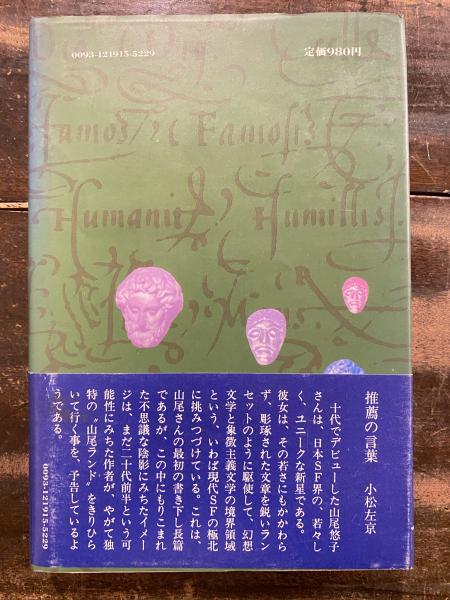 0093-121915-5229
定価980円
Famos
Famosis
Humanit
Humillis
推薦の言葉　小松左京
十代でデビューした山尾悠子
さんは、日本SF界の、若々し
く、ユニークな新星である。
彼女は、その若さにもかかわら
ず、彫琢された文章を鋭いラン
セットのように駆使して、幻想
文学と象徴主義文学の境界領域
という、いわば現代SFの極北
に挑みつづけている。これは、
山尾さんの最初の書き下し長篇
であるが、この中にもりこまれ
た不思議な陰影にみちたイメー
ジは、まだ二十代前半という可
能性にみちた作者が、やがて独
特の〝山尾ランド〟をきりひら
いて行く事を、予告しているよ
うである。
0093-121915-5229